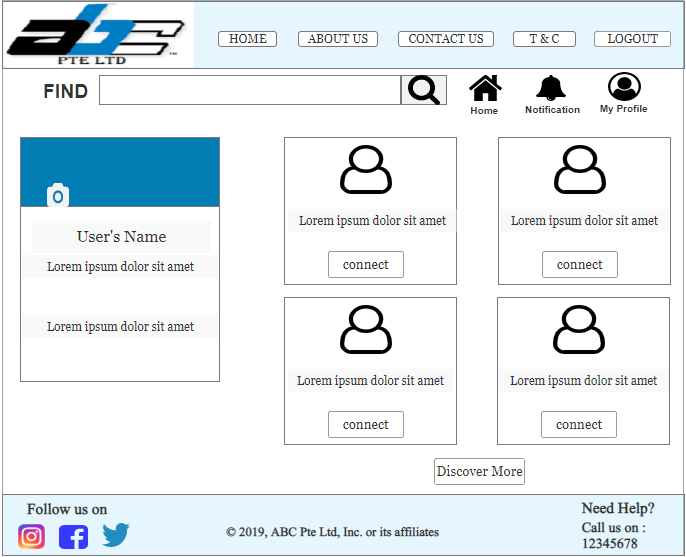 abc
PTE LTD
HOME
ABOUT US
CONTACT US
T & C
LOGOUT
FIND
Home
Notification
My Profile
User's Name
Lorem ipsum dolor sit amet
Lorem ipsum dolor sit amet
Lorem ipsum dolor sit amet
connect
Lorem ipsum dolor sit amet
connect
Lorem ipsum dolor sit amet
connect
Lorem ipsum dolor sit amet
connect
Discover More
Follow us on
© 2019, ABC Pte Ltd, Inc. or its affiliates
Need Help?
Call us on :
12345678